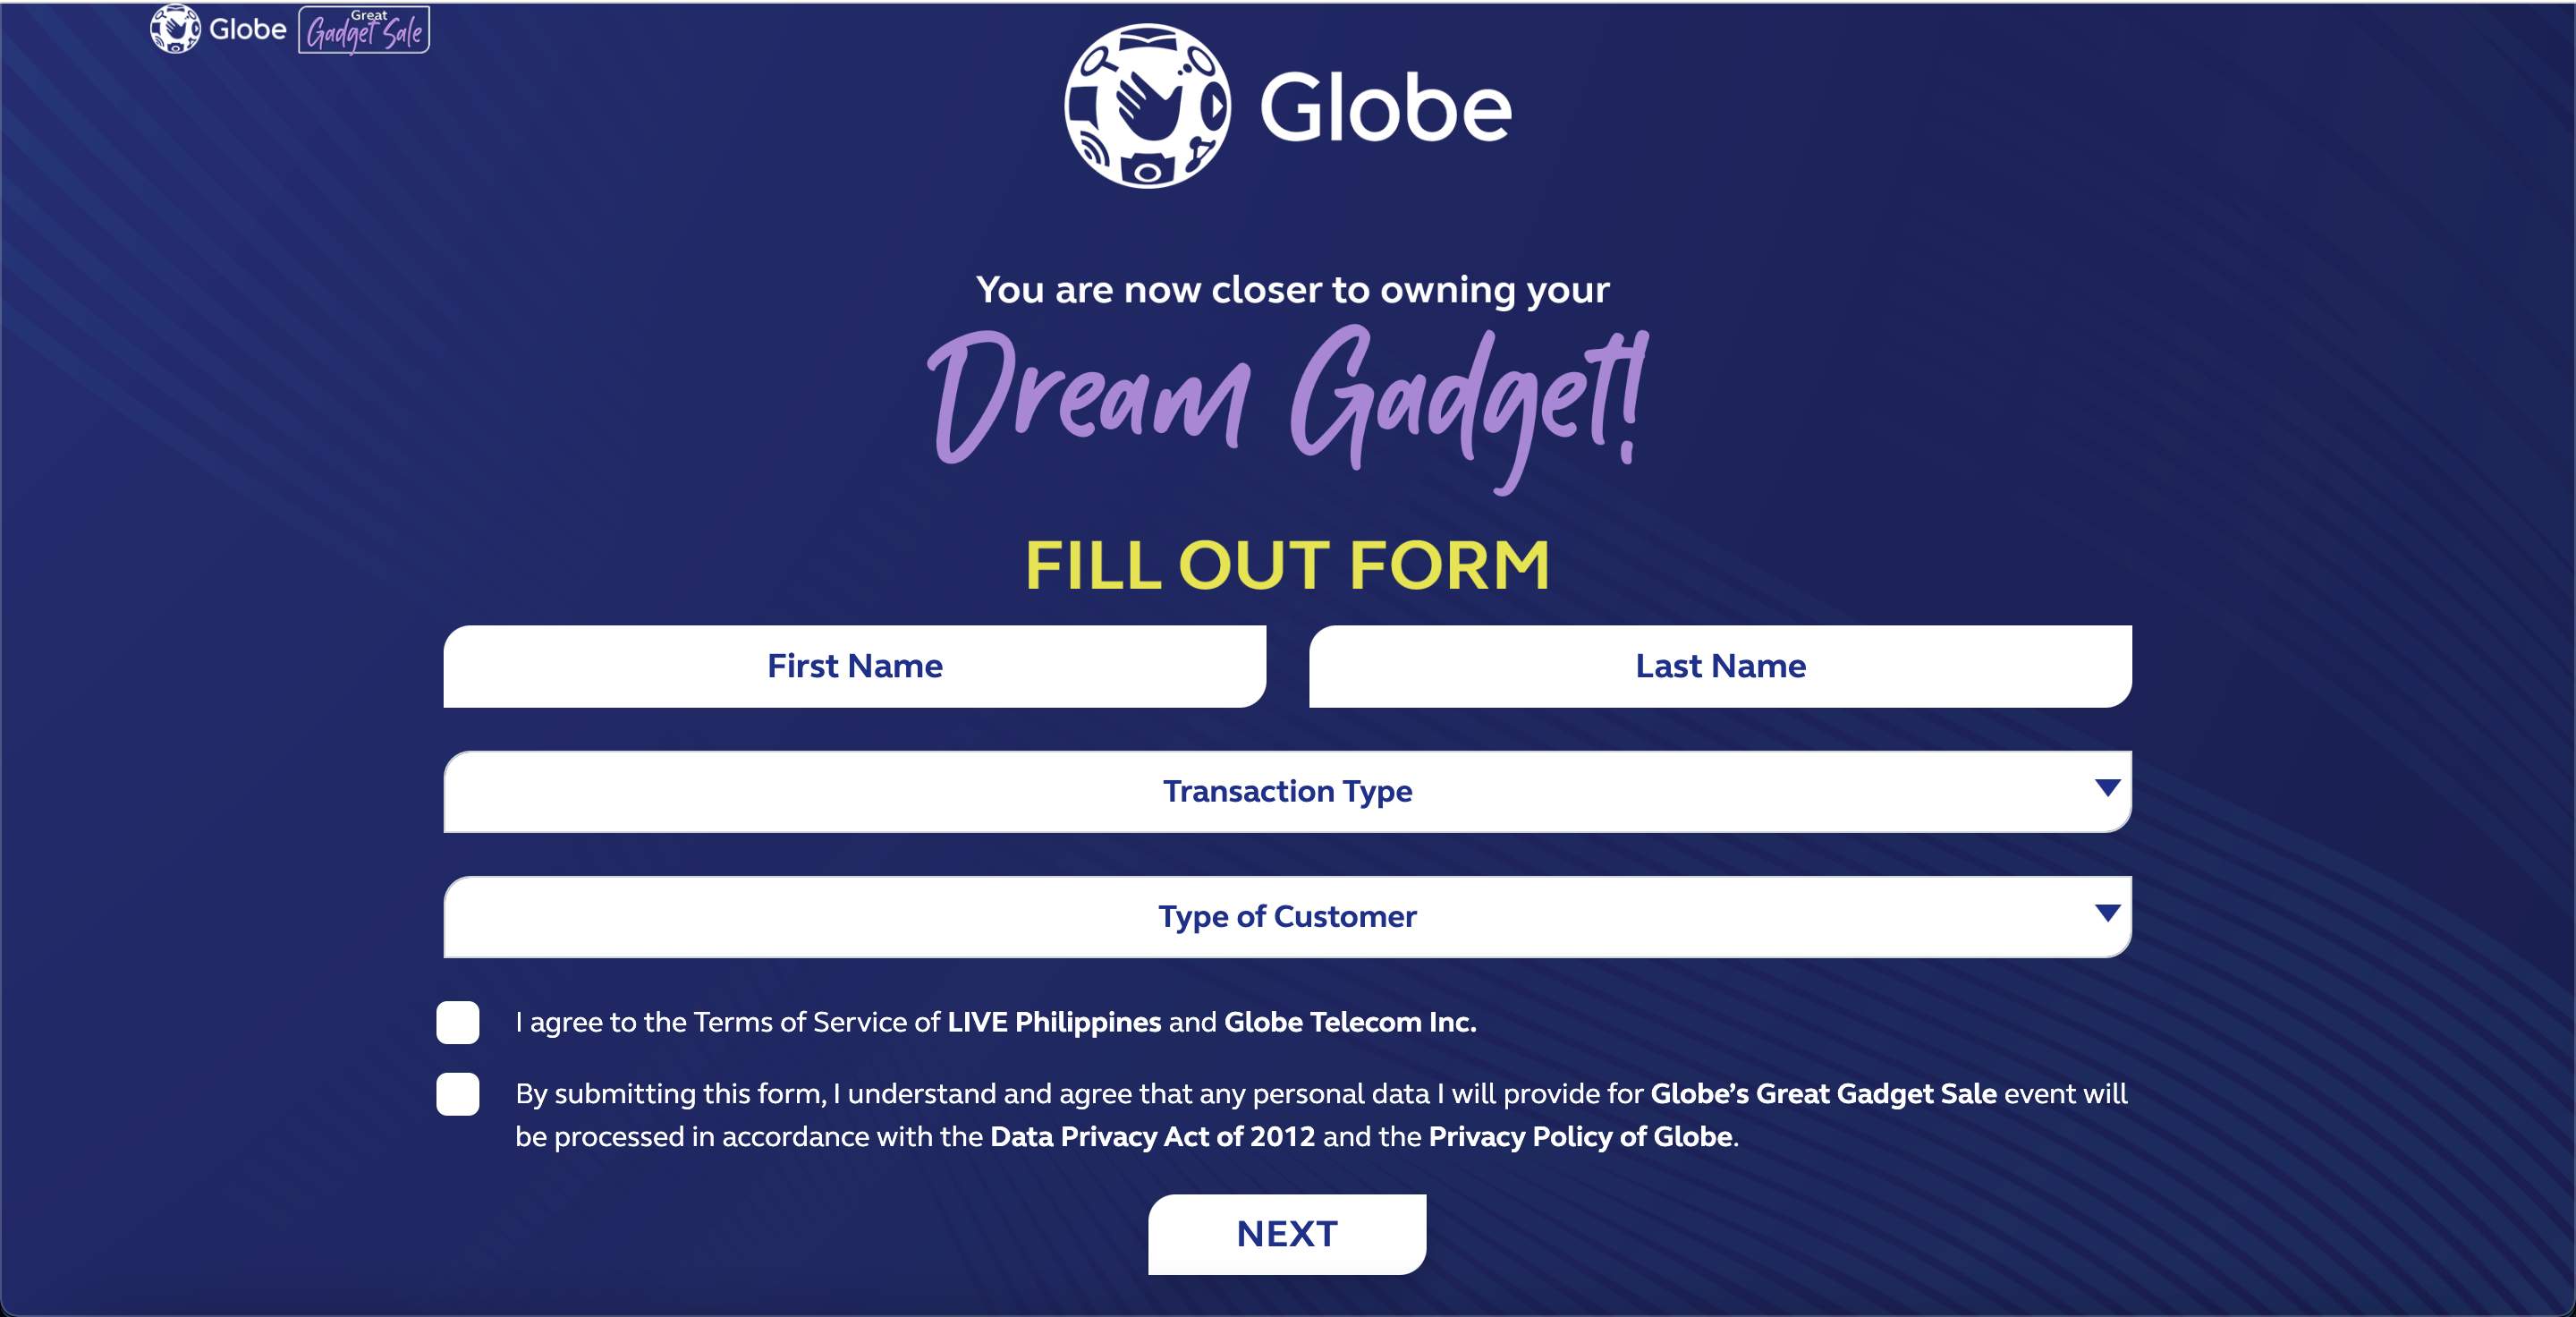 Globe
Great
Gadget Sale
Globe
You are now closer to owning your
Dream Gadget!
FILL OUT FORM
First Name
Last Name
Transaction Type
Type of Customer
I agree to the Terms of Service of LIVE Philippines and Globe Telecom Inc.
By submitting this form, I understand and agree that any personal data I will provide for Globe’s Great Gadget Sale event will
be processed in accordance with the Data Privacy Act of 2012 and the Privacy Policy of Globe.
NEXT